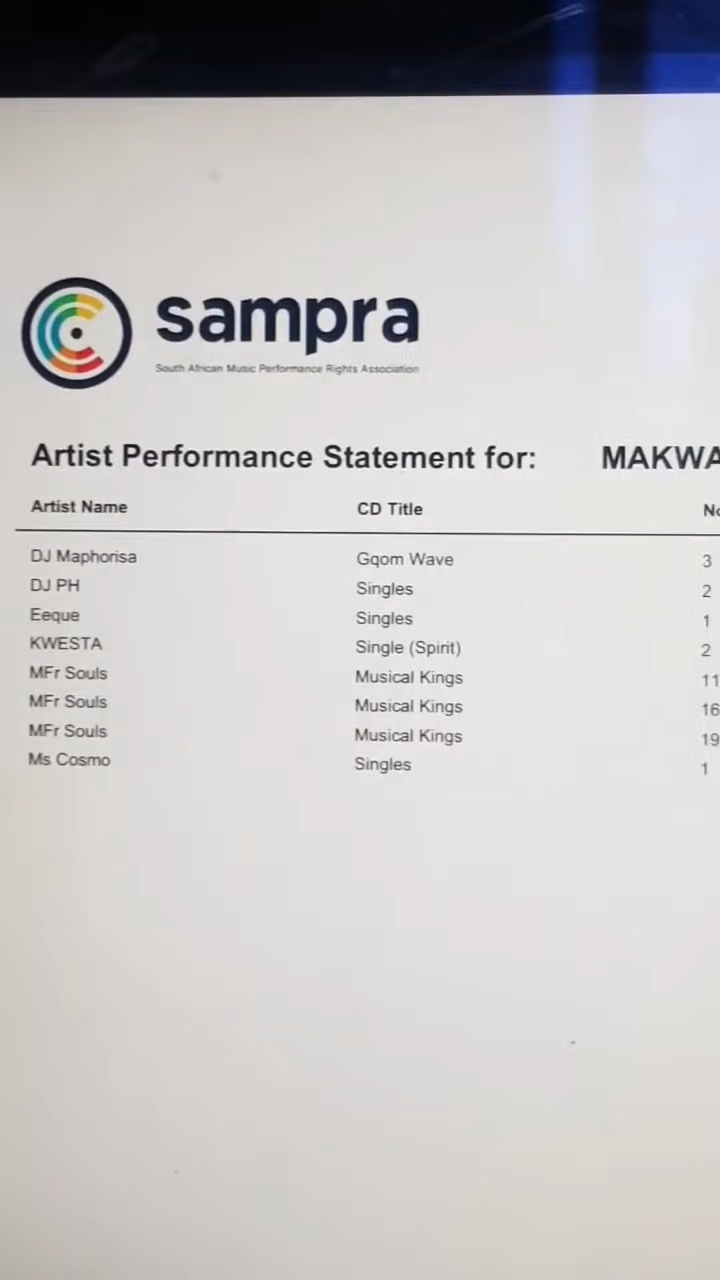 sampra
South African Music Performance Rights Association
Artist Performance Statement for: MAKWA
Artist Name CD Title No
DJ Maphorisa Gqom Wave 3
DJ PH Singles 2
Eeque Singles 1
KWESTA Single (Spirit) 2
MFr Souls Musical Kings 11
MFr Souls Musical Kings 16
MFr Souls Musical Kings 19
Ms Cosmo Singles 1